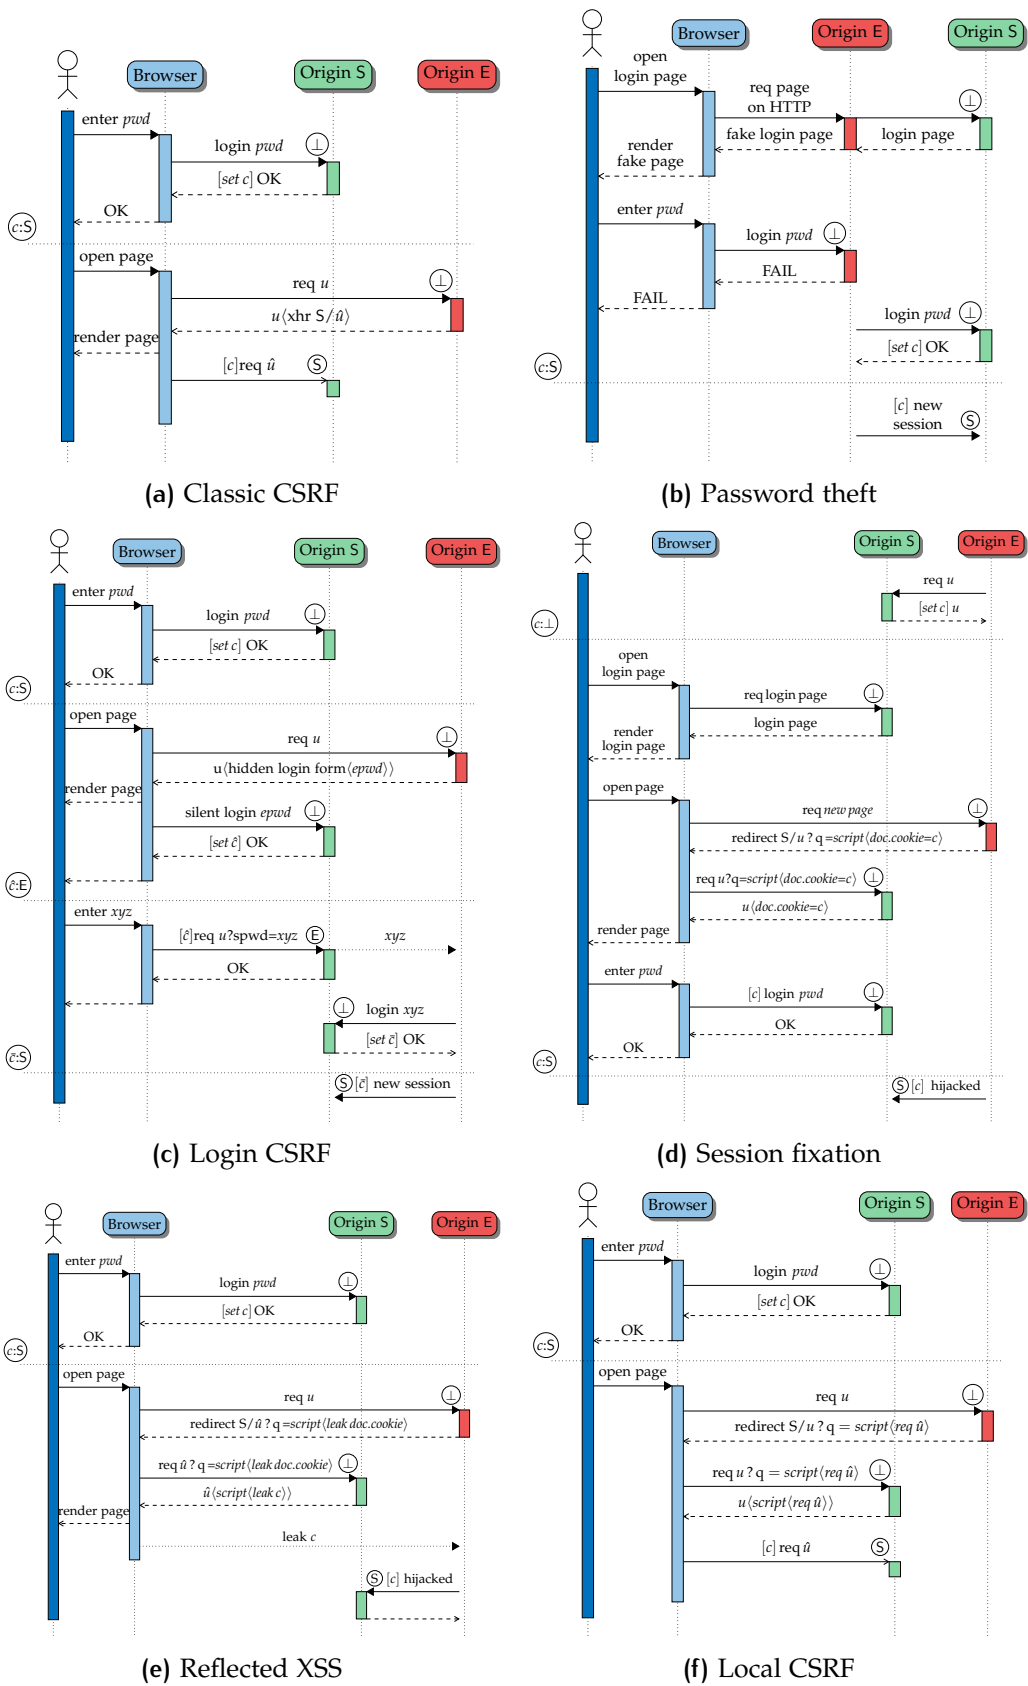 Browser
Origin S
Origin E
enter pwd
login pwd
⊥
[set c] OK
OK
c:S
open page
req u
⊥
u⟨xhr S/û⟩
render page
[c]req û
S
(a) Classic CSRF
Browser
Origin E
Origin S
open
login page
req page
on HTTP
⊥
fake login page
login page
render
fake page
enter pwd
login pwd
⊥
FAIL
FAIL
login pwd
⊥
[set c] OK
c:S
[c] new
session
S
(b) Password theft
Browser
Origin S
Origin E
enter pwd
login pwd
⊥
[set c] OK
OK
c:S
open page
req u
⊥
u⟨hidden login form⟨epwd⟩⟩
render page
silent login epwd
⊥
[set ĉ] OK
ĉ:E
enter xyz
[ĉ]req u?spwd=xyz
E
xyz
OK
⊥
login xyz
[set c̄] OK
c̄:S
S
[c̄] new session
(c) Login CSRF
Browser
Origin S
Origin E
req u
[set c] u
c:⊥
open
login page
req login page
⊥
login page
render
login page
open page
req new page
⊥
redirect S/u ? q =script⟨doc.cookie=c⟩
req u?q=script⟨doc.cookie=c⟩
⊥
u⟨doc.cookie=c⟩
render page
enter pwd
[c] login pwd
⊥
OK
OK
c:S
S
[c] hijacked
(d) Session fixation
Browser
Origin S
Origin E
enter pwd
login pwd
⊥
[set c] OK
OK
c:S
open page
req u
⊥
redirect S/û ? q =script⟨leak doc.cookie⟩
req û ? q =script⟨leak doc.cookie⟩
⊥
û⟨script⟨leak c⟩⟩
render page
leak c
S
[c] hijacked
(e) Reflected XSS
Browser
Origin S
Origin E
enter pwd
login pwd
⊥
[set c] OK
OK
c:S
open page
req u
⊥
redirect S/u ? q = script⟨req û⟩
req u ? q = script⟨req û⟩
⊥
u⟨script⟨req û⟩⟩
[c] req û
S
(f) Local CSRF